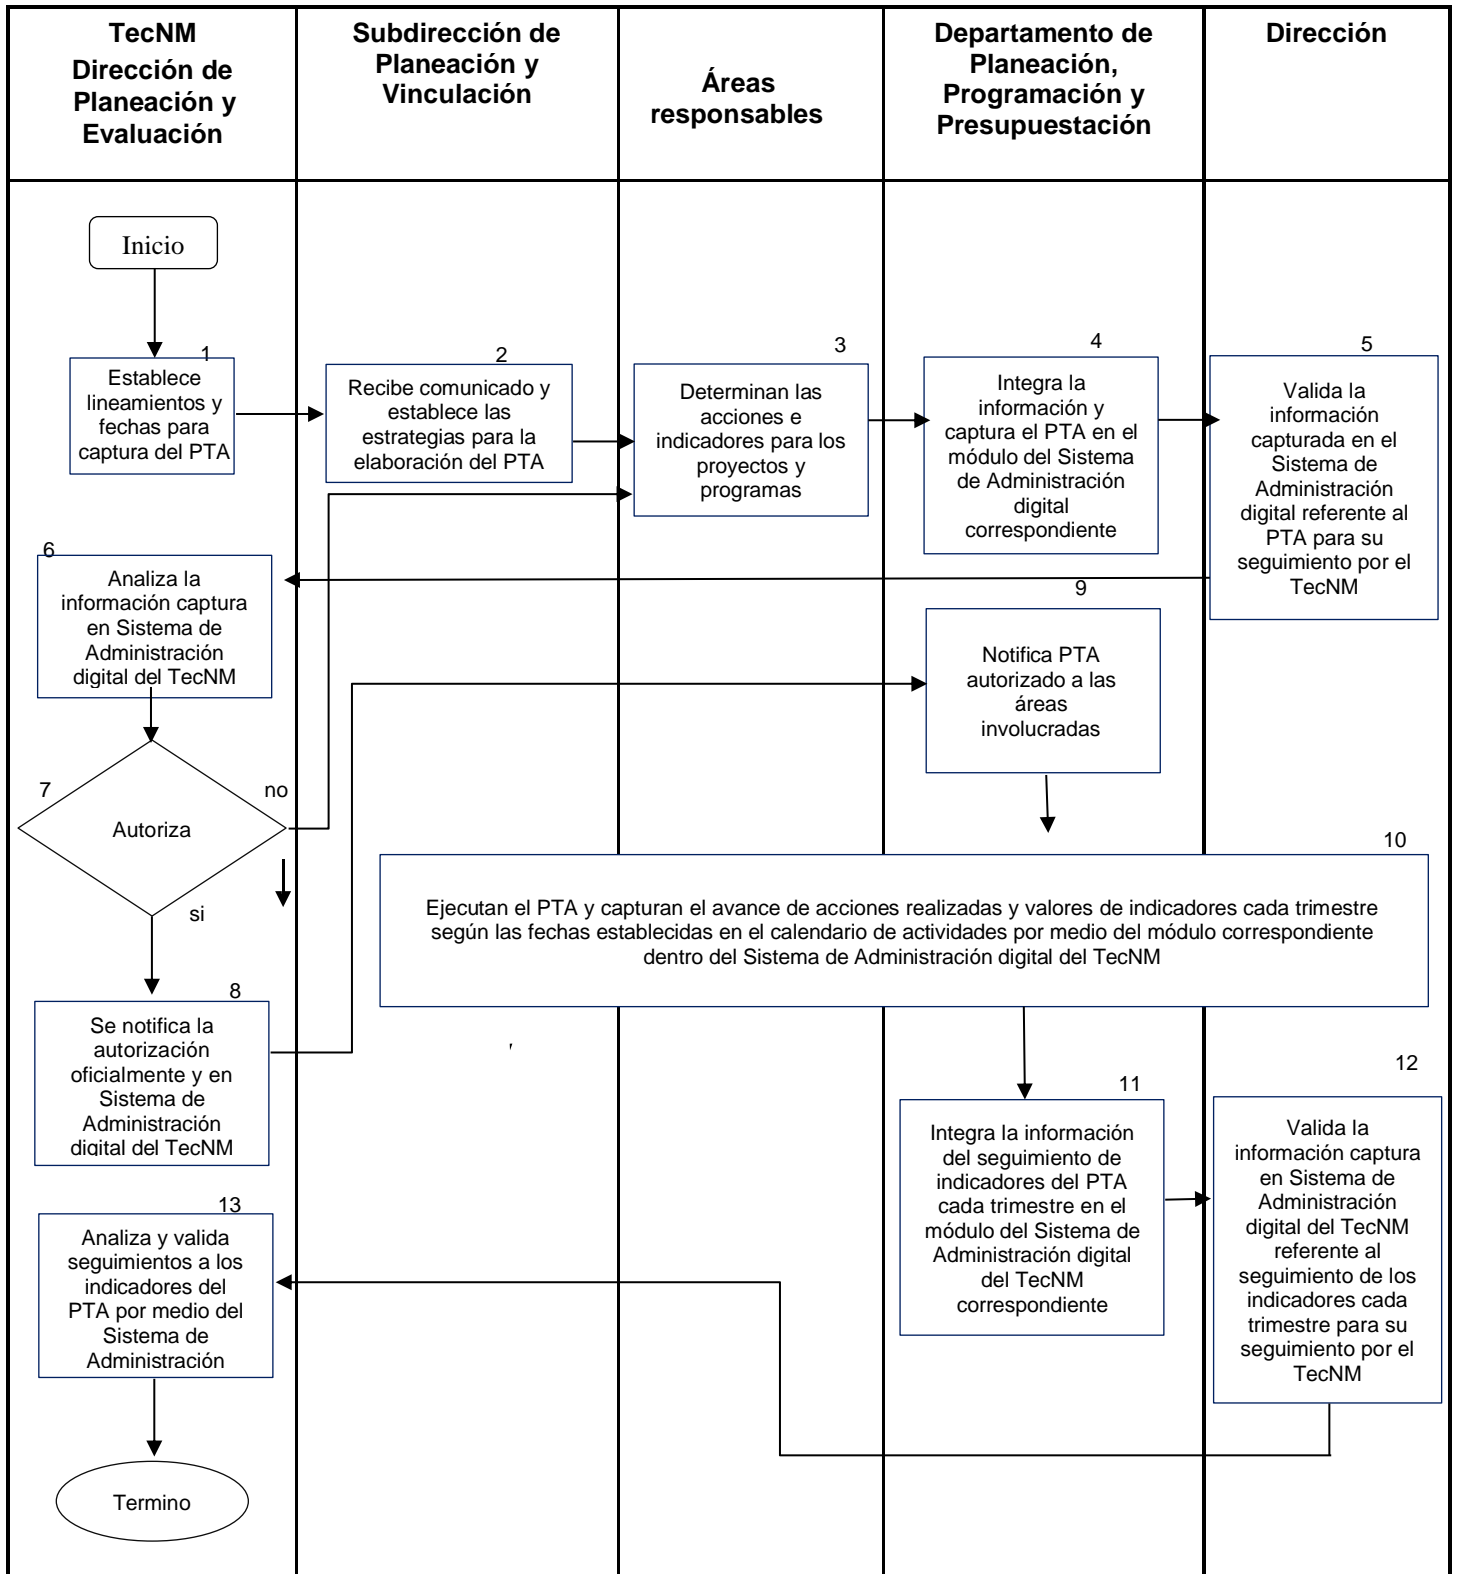 TecNM
Dirección de
Planeación y
Evaluación
Subdirección de
Planeación y
Vinculación
Áreas
responsables
Departamento de
Planeación,
Programación y
Presupuestación
Dirección
Inicio
1
Establece
lineamientos y
fechas para
captura del PTA
2
Recibe comunicado y
establece las
estrategias para la
elaboración del PTA
3
Determinan las
acciones e
indicadores para los
proyectos y
programas
4
Integra la
información y
captura el PTA en el
módulo del Sistema
de Administración
digital
correspondiente
5
Valida la
información
capturada en el
Sistema de
Administración
digital referente al
PTA para su
seguimiento por el
TecNM
6
Analiza la
información captura
en Sistema de
Administración
digital del TecNM
7
Autoriza
no
si
8
Se notifica la
autorización
oficialmente y en
Sistema de
Administración
digital del TecNM
9
Notifica PTA
autorizado a las
áreas
involucradas
10
Ejecutan el PTA y capturan el avance de acciones realizadas y valores de indicadores cada trimestre
según las fechas establecidas en el calendario de actividades por medio del módulo correspondiente
dentro del Sistema de Administración digital del TecNM
11
Integra la información
del seguimiento de
indicadores del PTA
cada trimestre en el
módulo del Sistema de
Administración digital
del TecNM
correspondiente
12
Valida la
información captura
en Sistema de
Administración
digital del TecNM
referente al
seguimiento de los
indicadores cada
trimestre para su
seguimiento por el
TecNM
13
Analiza y valida
seguimientos a los
indicadores del
PTA por medio del
Sistema de
Administración
Termino